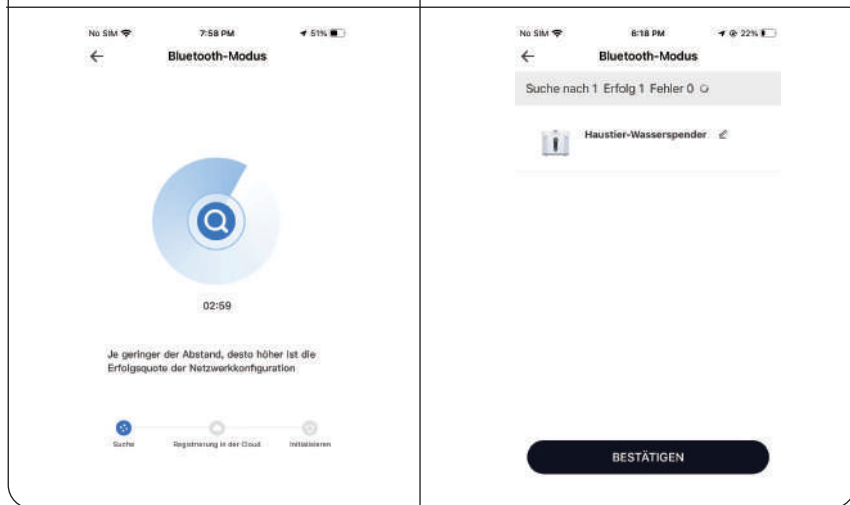 No SIM 7:58 PM 51%
Bluetooth-Modus
02:59
Je geringer der Abstand, desto höher ist die
Erfolgsquote der Netzwerkkonfiguration
Suche Registrierung in der Cloud Initialisieren
No SIM 6:18 PM 22%
Bluetooth-Modus
Suche nach 1 Erfolg 1 Fehler 0
Haustier-Wasserspender
BESTÄTIGEN